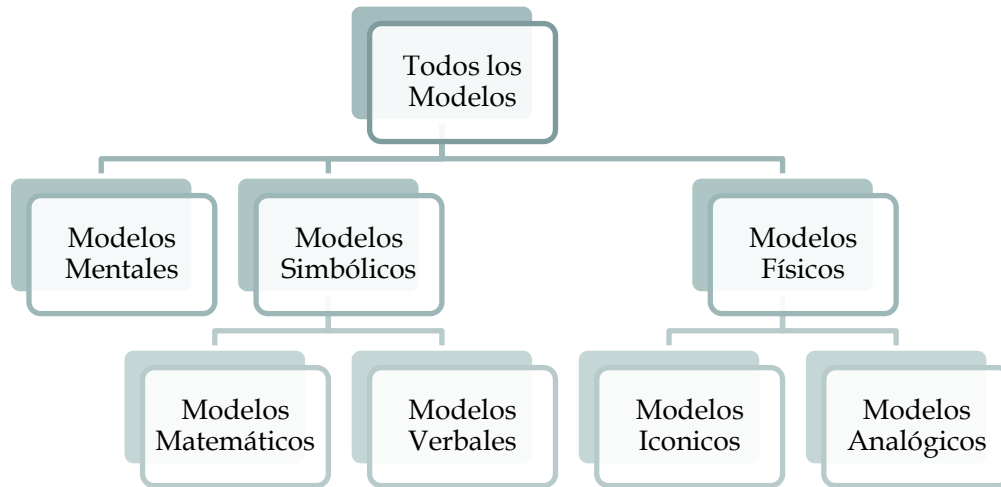 Todos los
Modelos
Modelos
Mentales
Modelos
Simbólicos
Modelos
Físicos
Modelos
Matemáticos
Modelos
Verbales
Modelos
Iconicos
Modelos
Analógicos